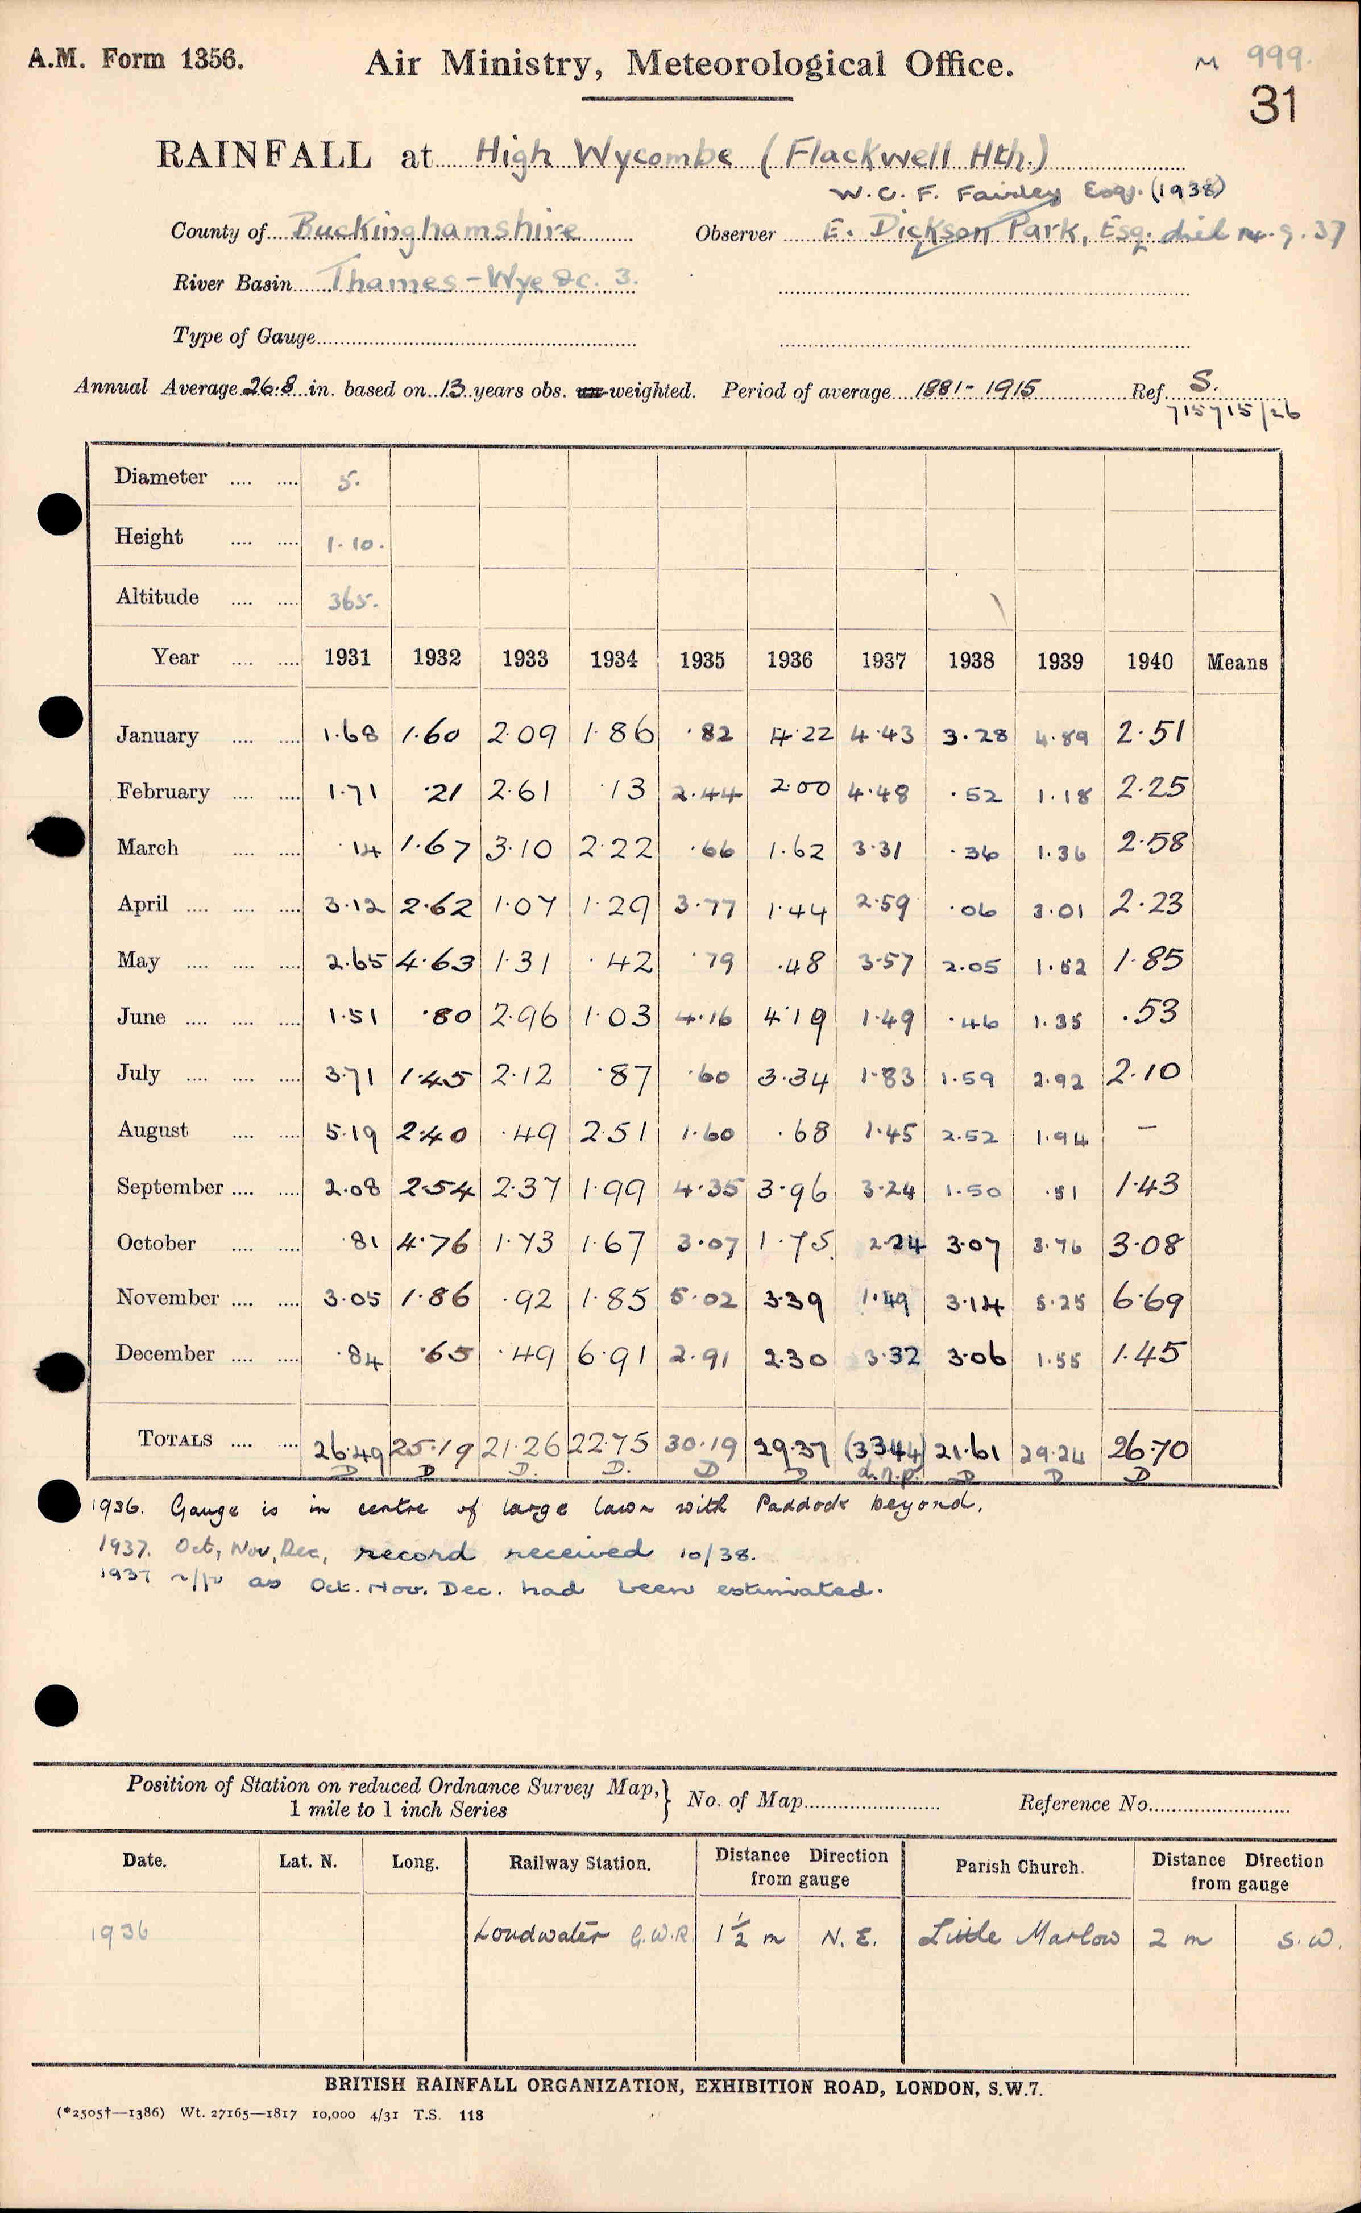 A.M. Form 1356. Air Ministry, Meteorological Office. M 999.
31
RAINFALL at High Wycombe (Flackwell Hth.)
W.C.F. Fairley Esq. (1938)
County of Buckinghamshire Observer E. Dickson Park, Esq. died 9. 37
River Basin Thames-Wye &c. 3.
Type of Gauge
Annual Average 26.8 in. based on 13 years obs. un-weighted. Period of average 1881-1915 Ref. S.
715715/26
Diameter .... .... 5.
Height .... .... 1.10.
Altitude .... .... 365.
Year .... .... 1931 1932 1933 1934 1935 1936 1937 1938 1939 1940 Means
January .... .... 1.68 1.60 2.09 1.86 .82 4.22 4.43 3.28 4.89 2.51
February .... .... 1.71 .21 2.61 .13 2.44 2.00 4.48 .52 1.18 2.25
March .... .... .14 1.67 3.10 2.22 .66 1.62 3.31 .36 1.36 2.58
April .... .... .... 3.12 2.62 1.07 1.29 3.77 1.44 2.59 .06 3.01 2.23
May .... .... .... 2.65 4.63 1.31 .42 .79 .48 3.57 2.05 1.52 1.85
June .... .... .... 1.51 .80 2.96 1.03 4.16 4.19 1.49 .46 1.35 .53
July .... .... .... 3.71 1.45 2.12 .87 .60 3.34 1.83 1.59 2.92 2.10
August .... .... 5.19 2.40 .49 2.51 1.60 .68 1.45 2.52 1.94 —
September .... .... 2.08 2.54 2.37 1.99 4.35 3.96 3.24 1.50 .51 1.43
October .... .... .81 4.76 1.73 1.67 3.07 1.75 2.24 3.07 3.76 3.08
November .... .... 3.05 1.86 .92 1.85 5.02 3.39 1.49 3.14 5.25 6.69
December .... .... .84 .65 .49 6.91 2.91 2.30 3.32 3.06 1.55 1.45
TOTALS .... .... 26.49 25.19 21.26 22.75 30.19 29.37 (33.44) 21.61 29.24 26.70
D D D. D. D D d.n.p. D D D
1936. Gauge is in centre of large lawn with Paddock beyond.
1937. Oct, Nov, Dec, record received 10/38.
1937 n/p as Oct. Nov. Dec. had been estimated.
Position of Station on reduced Ordnance Survey Map, } No. of Map Reference No.
1 mile to 1 inch Series
Date. Lat. N. Long. Railway Station. Distance Direction from gauge Parish Church. Distance Direction from gauge
1936 Loudwater G.W.R 1½ m N.E. Little Marlow 2 m S.W.
BRITISH RAINFALL ORGANIZATION, EXHIBITION ROAD, LONDON, S.W.7.
(*2505†—1386) Wt. 27165—1817 10,000 4/31 T.S. 118